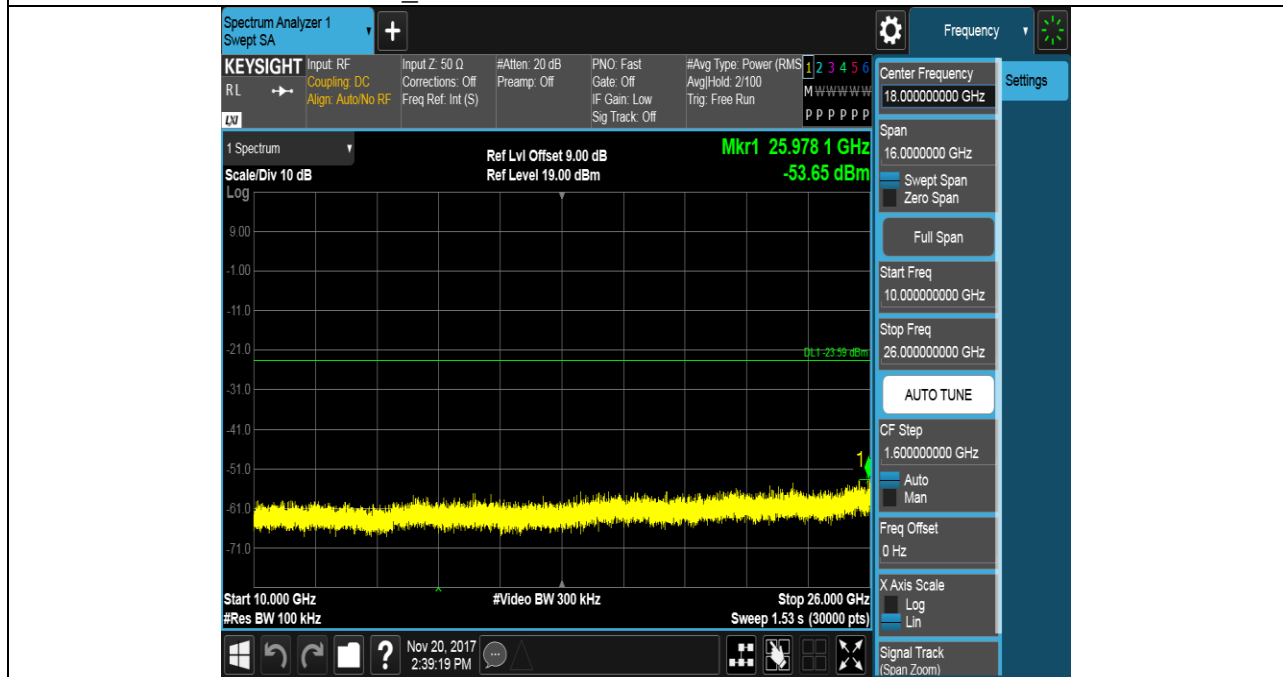 Spectrum Analyzer 1
Swept SA
+
Frequency
KEYSIGHT
RL
LXI
Input: RF
Coupling: DC
Align: Auto/No RF
Input Z: 50 Ω
Corrections: Off
Freq Ref: Int (S)
#Atten: 20 dB
Preamp: Off
PNO: Fast
Gate: Off
IF Gain: Low
Sig Track: Off
#Avg Type: Power (RMS
Avg|Hold: 2/100
Trig: Free Run
1 2 3 4 5 6
M W W W W W
P P P P P P
1 Spectrum
Scale/Div 10 dB
Ref Lvl Offset 9.00 dB
Ref Level 19.00 dBm
Mkr1 25.978 1 GHz
-53.65 dBm
Log
9.00
-1.00
-11.0
-21.0
DL1 -23.59 dBm
-31.0
-41.0
-51.0
1
-61.0
-71.0
Start 10.000 GHz
#Video BW 300 kHz
Stop 26.000 GHz
#Res BW 100 kHz
Sweep 1.53 s (30000 pts)
Center Frequency
18.000000000 GHz
Settings
Span
16.0000000 GHz
Swept Span
Zero Span
Full Span
Start Freq
10.000000000 GHz
Stop Freq
26.000000000 GHz
AUTO TUNE
CF Step
1.600000000 GHz
Auto
Man
Freq Offset
0 Hz
X Axis Scale
Log
Lin
Signal Track
(Span Zoom)
?
Nov 20, 2017
2:39:19 PM